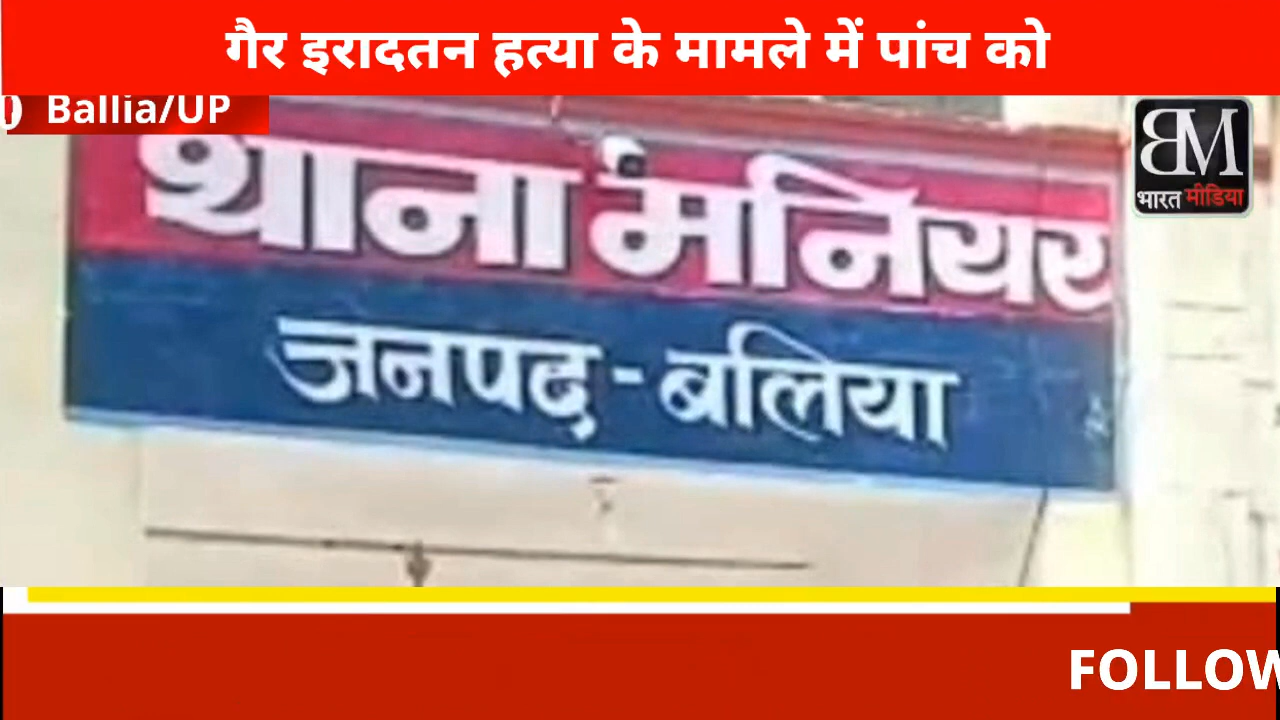 गैर इरादतन हत्या के मामले में पांच को
Ballia/UP
BM
भारत मीडिया
थाना मनियर
जनपद - बलिया
FOLLOW